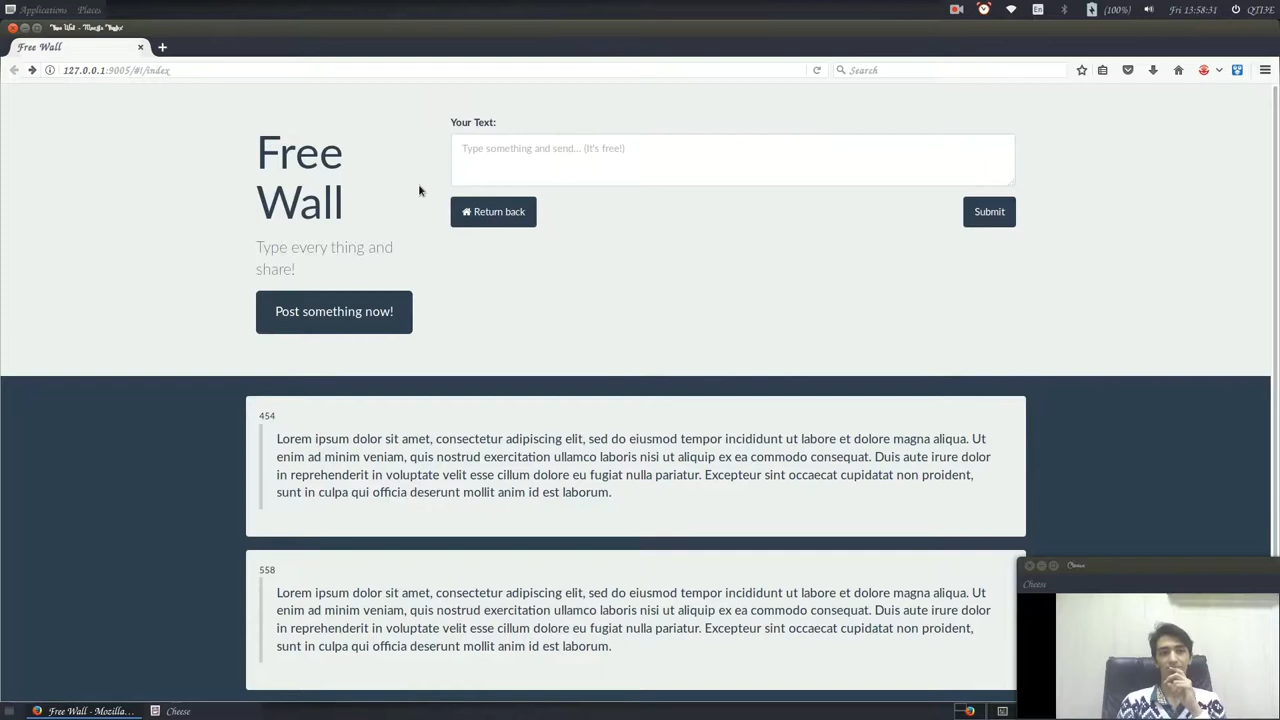 Applications Places
En
(100%)
Fri 13:58:31
QTI3E
Free Wall - Mozilla Firefox
Free Wall
127.0.0.1:9005/#!/index
Search
Your Text:
Type something and send... (It's free!)
Free
Wall
Return back
Submit
Type every thing and
share!
Post something now!
454
Lorem ipsum dolor sit amet, consectetur adipiscing elit, sed do eiusmod tempor incididunt ut labore et dolore magna aliqua. Ut
enim ad minim veniam, quis nostrud exercitation ullamco laboris nisi ut aliquip ex ea commodo consequat. Duis aute irure dolor
in reprehenderit in voluptate velit esse cillum dolore eu fugiat nulla pariatur. Excepteur sint occaecat cupidatat non proident,
sunt in culpa qui officia deserunt mollit anim id est laborum.
558
Lorem ipsum dolor sit amet, consectetur adipiscing elit, sed do eiusmod tempor incididunt ut labore et dolore magna aliqua. Ut
enim ad minim veniam, quis nostrud exercitation ullamco laboris nisi ut aliquip ex ea commodo consequat. Duis aute irure dolor
in reprehenderit in voluptate velit esse cillum dolore eu fugiat nulla pariatur. Excepteur sint occaecat cupidatat non proident,
sunt in culpa qui officia deserunt mollit anim id est laborum.
Cheese
Cheese
Free Wall - Mozilla...
Cheese